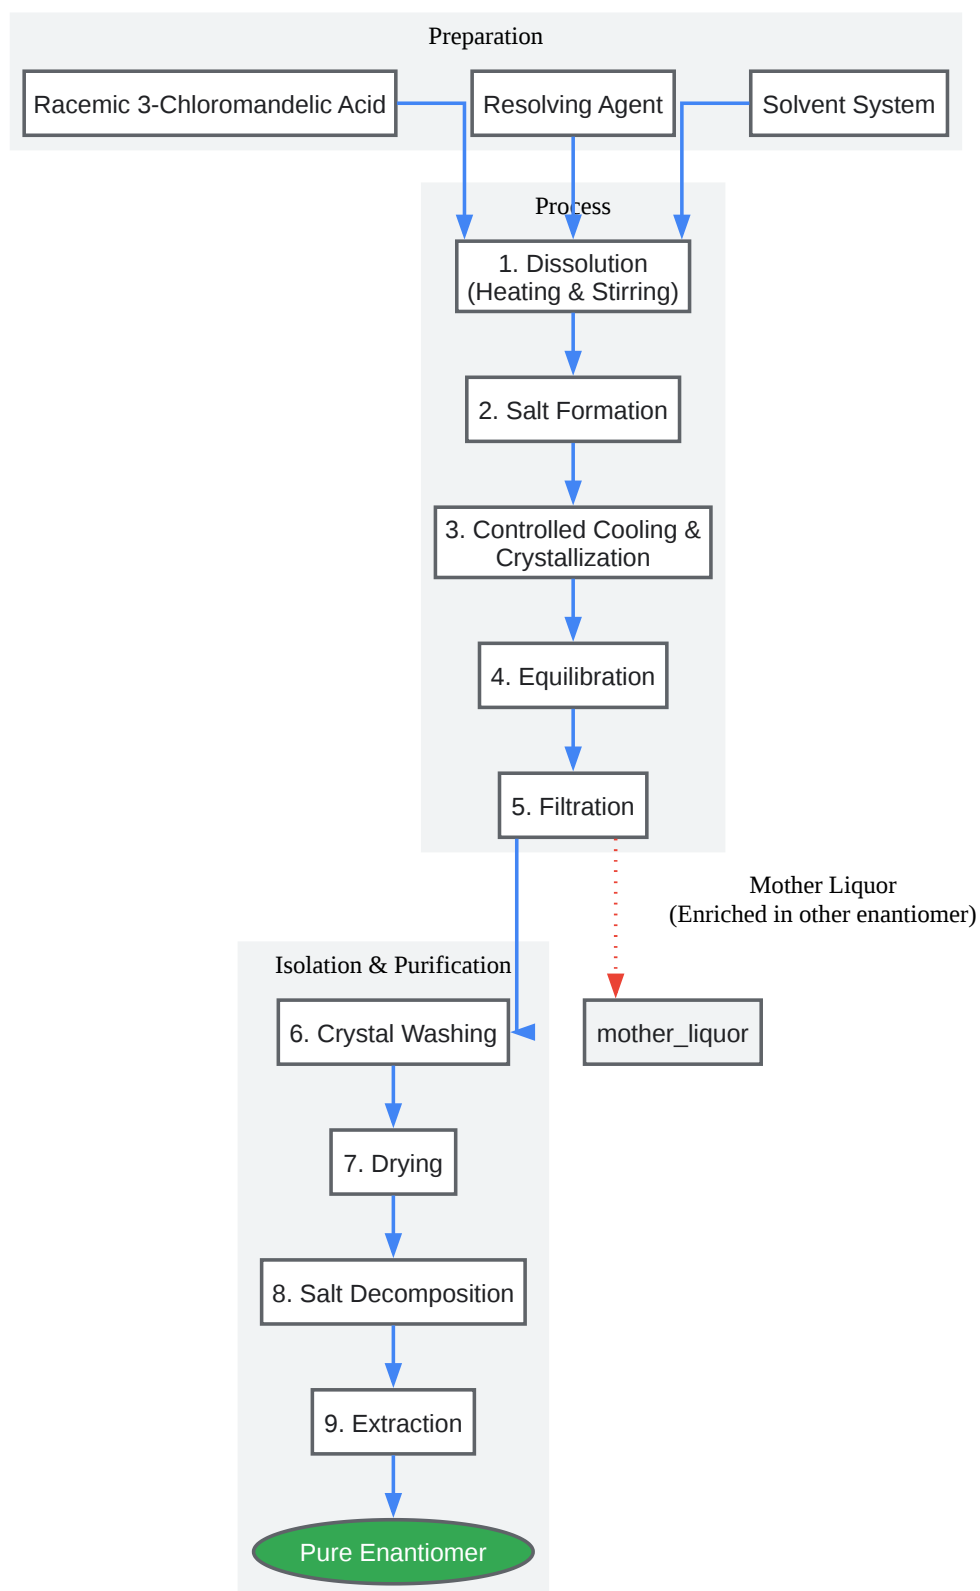 Preparation
Racemic 3-Chloromandelic Acid
Resolving Agent
Solvent System
Process
1. Dissolution
(Heating & Stirring)
2. Salt Formation
3. Controlled Cooling &
Crystallization
4. Equilibration
5. Filtration
Mother Liquor
(Enriched in other enantiomer)
Isolation & Purification
6. Crystal Washing
mother_liquor
7. Drying
8. Salt Decomposition
9. Extraction
Pure Enantiomer